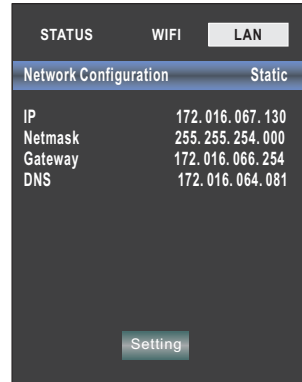 STATUS WIFI LAN
Network Configuration Static
IP 172.016.067.130
Netmask 255.255.254.000
Gateway 172.016.066.254
DNS 172.016.064.081
Setting